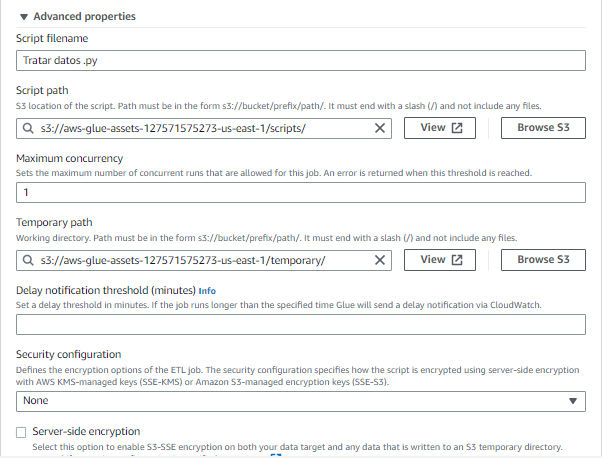 Advanced properties
Script filename
Tratar datos .py
Script path
S3 location of the script. Path must be in the form s3://bucket/prefix/path/. It must end with a slash (/) and not include any files.
s3://aws-glue-assets-127571575273-us-east-1/scripts/
View
Browse S3
Maximum concurrency
Sets the maximum number of concurrent runs that are allowed for this job. An error is returned when this threshold is reached.
1
Temporary path
Working directory. Path must be in the form s3://bucket/prefix/path/. It must end with a slash (/) and not include any files.
s3://aws-glue-assets-127571575273-us-east-1/temporary/
View
Browse S3
Delay notification threshold (minutes) Info
Set a delay threshold in minutes. If the job runs longer than the specified time Glue will send a delay notification via CloudWatch.
Security configuration
Defines the encryption options of the ETL job. The security configuration specifies how the script is encrypted using server-side encryption
with AWS KMS-managed keys (SSE-KMS) or Amazon S3-managed encryption keys (SSE-S3).
None
Server-side encryption
Select this option to enable S3-SSE encryption on both your data target and any data that is written to an S3 temporary directory.